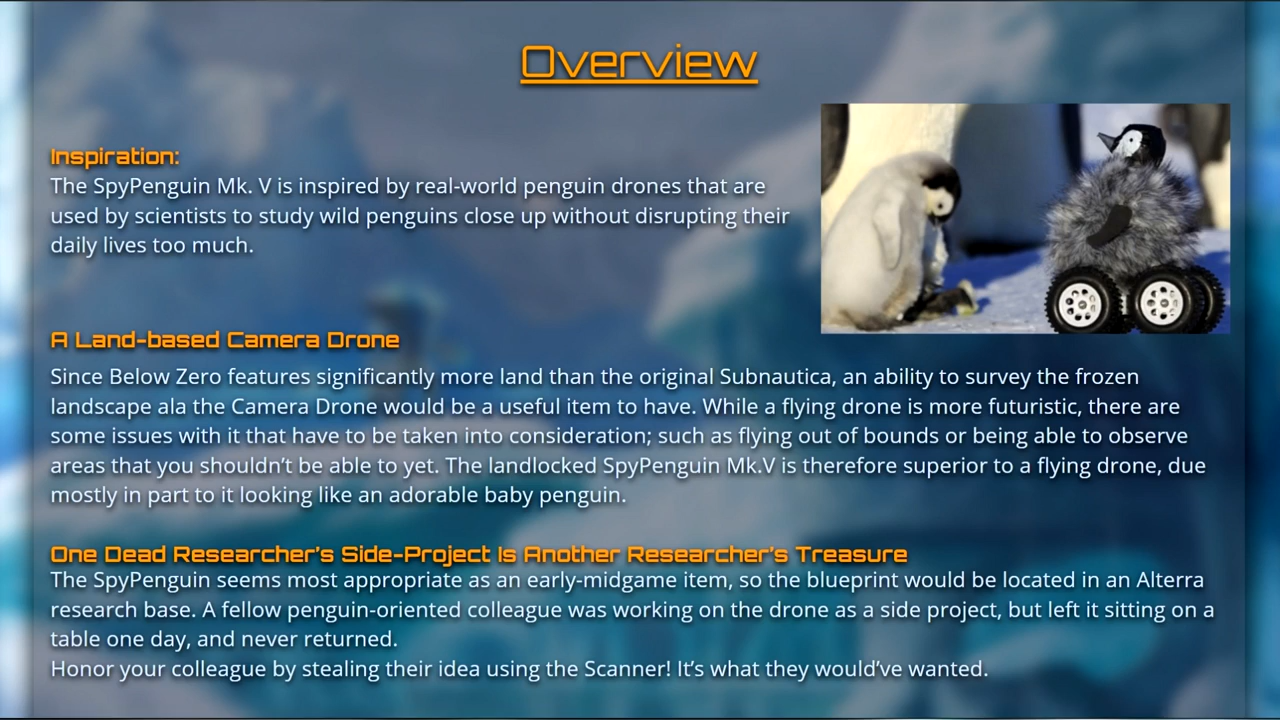 Overview
Inspiration:
The SpyPenguin Mk. V is inspired by real-world penguin drones that are
used by scientists to study wild penguins close up without disrupting their
daily lives too much.
A Land-based Camera Drone
Since Below Zero features significantly more land than the original Subnautica, an ability to survey the frozen
landscape ala the Camera Drone would be a useful item to have. While a flying drone is more futuristic, there are
some issues with it that have to be taken into consideration; such as flying out of bounds or being able to observe
areas that you shouldn’t be able to yet. The landlocked SpyPenguin Mk.V is therefore superior to a flying drone, due
mostly in part to it looking like an adorable baby penguin.
One Dead Researcher’s Side-Project Is Another Researcher’s Treasure
The SpyPenguin seems most appropriate as an early-midgame item, so the blueprint would be located in an Alterra
research base. A fellow penguin-oriented colleague was working on the drone as a side project, but left it sitting on a
table one day, and never returned.
Honor your colleague by stealing their idea using the Scanner! It’s what they would’ve wanted.